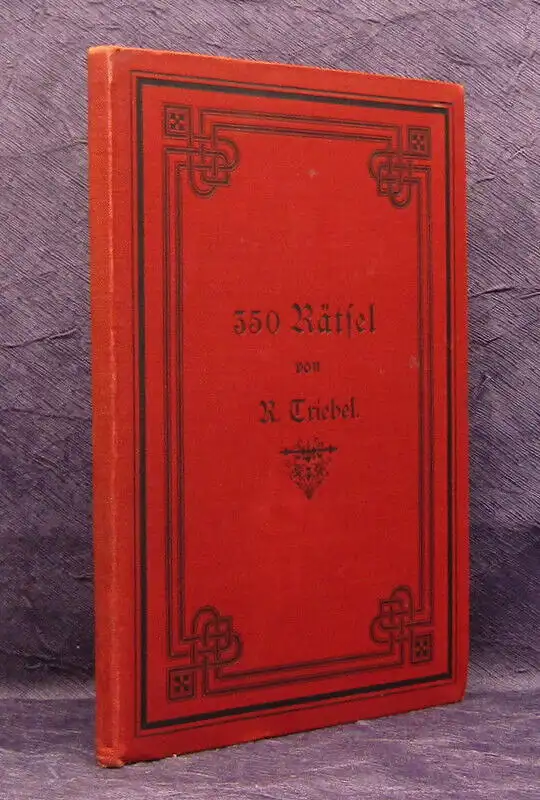 350 Rätsel
von
R. Triebel.